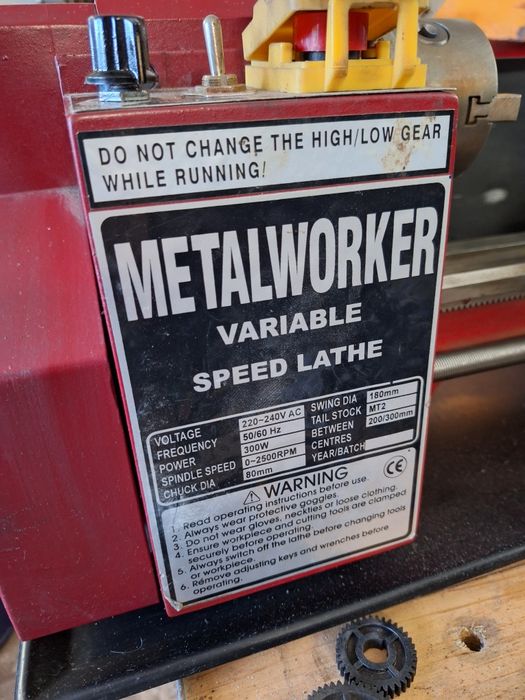 DO NOT CHANGE THE HIGH/LOW GEAR
WHILE RUNNING!
METALWORKER
VARIABLE
SPEED LATHE
VOLTAGE 220~240V AC
FREQUENCY 50/60 Hz
POWER 300W
SPINDLE SPEED 0~2500RPM
CHUCK DIA 80mm
SWING DIA 180mm
TAIL STOCK MT2
BETWEEN 200/300mm
CENTRES
YEAR/BATCH
WARNING
CE
1. Read operating instructions before use.
2. Always wear protective goggles.
3. Do not wear gloves, neckties or loose clothing.
4. Ensure workpiece and cutting tools are clamped
securely before operating.
5. Always switch off the lathe before changing tools
or workpiece.
6. Remove adjusting keys and wrenches before
operating.